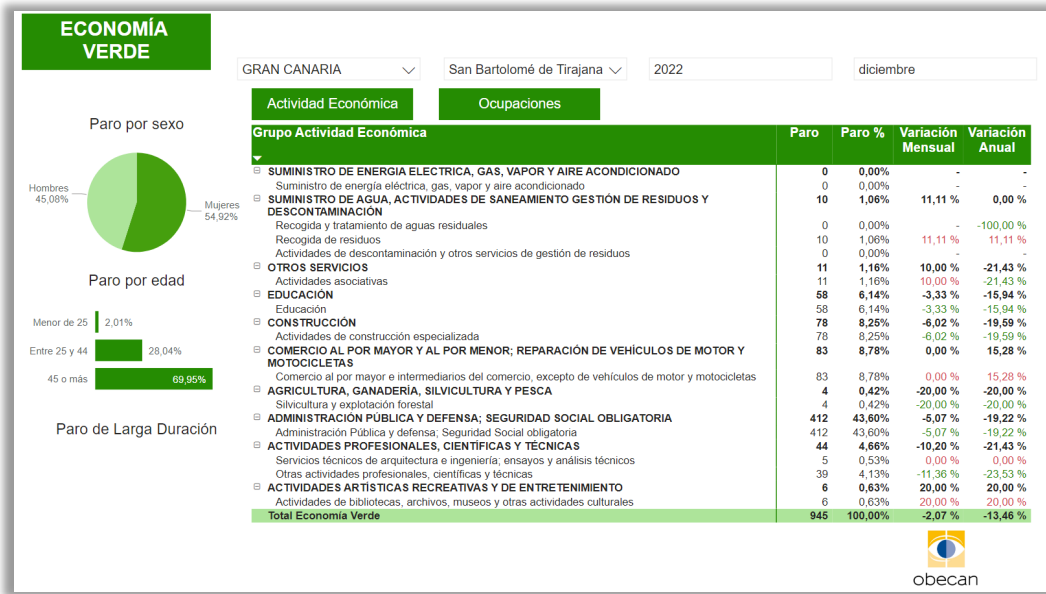 ECONOMÍA
VERDE
GRAN CANARIA
San Bartolomé de Tirajana
2022
diciembre
Actividad Económica
Ocupaciones
Paro por sexo
Hombres
45,08%
Mujeres
54,92%
Paro por edad
Menor de 25 2,01%
Entre 25 y 44 28,04%
45 o más 69,95%
Paro de Larga Duración
Grupo Actividad Económica Paro Paro % Variación Mensual Variación Anual
SUMINISTRO DE ENERGIA ELECTRICA, GAS, VAPOR Y AIRE ACONDICIONADO 0 0,00% - -
Suministro de energía eléctrica, gas, vapor y aire acondicionado 0 0,00% - -
SUMINISTRO DE AGUA, ACTIVIDADES DE SANEAMIENTO GESTIÓN DE RESIDUOS Y 10 1,06% 11,11 % 0,00 %
DESCONTAMINACIÓN
Recogida y tratamiento de aguas residuales 0 0,00% - -100,00 %
Recogida de residuos 10 1,06% 11,11 % 11,11 %
Actividades de descontaminación y otros servicios de gestión de residuos 0 0,00% - -
OTROS SERVICIOS 11 1,16% 10,00 % -21,43 %
Actividades asociativas 11 1,16% 10,00 % -21,43 %
EDUCACIÓN 58 6,14% -3,33 % -15,94 %
Educación 58 6,14% -3,33 % -15,94 %
CONSTRUCCIÓN 78 8,25% -6,02 % -19,59 %
Actividades de construcción especializada 78 8,25% -6,02 % -19,59 %
COMERCIO AL POR MAYOR Y AL POR MENOR; REPARACIÓN DE VEHÍCULOS DE MOTOR Y 83 8,78% 0,00 % 15,28 %
MOTOCICLETAS
Comercio al por mayor e intermediarios del comercio, excepto de vehículos de motor y motocicletas 83 8,78% 0,00 % 15,28 %
AGRICULTURA, GANADERÍA, SILVICULTURA Y PESCA 4 0,42% -20,00 % -20,00 %
Silvicultura y explotación forestal 4 0,42% -20,00 % -20,00 %
ADMINISTRACIÓN PÚBLICA Y DEFENSA; SEGURIDAD SOCIAL OBLIGATORIA 412 43,60% -5,07 % -19,22 %
Administración Pública y defensa; Seguridad Social obligatoria 412 43,60% -5,07 % -19,22 %
ACTIVIDADES PROFESIONALES, CIENTÍFICAS Y TÉCNICAS 44 4,66% -10,20 % -21,43 %
Servicios técnicos de arquitectura e ingeniería; ensayos y análisis técnicos 5 0,53% 0,00 % 0,00 %
Otras actividades profesionales, científicas y técnicas 39 4,13% -11,36 % -23,53 %
ACTIVIDADES ARTÍSTICAS RECREATIVAS Y DE ENTRETENIMIENTO 6 0,63% 20,00 % 20,00 %
Actividades de bibliotecas, archivos, museos y otras actividades culturales 6 0,63% 20,00 % 20,00 %
Total Economía Verde 945 100,00% -2,07 % -13,46 %
obecan